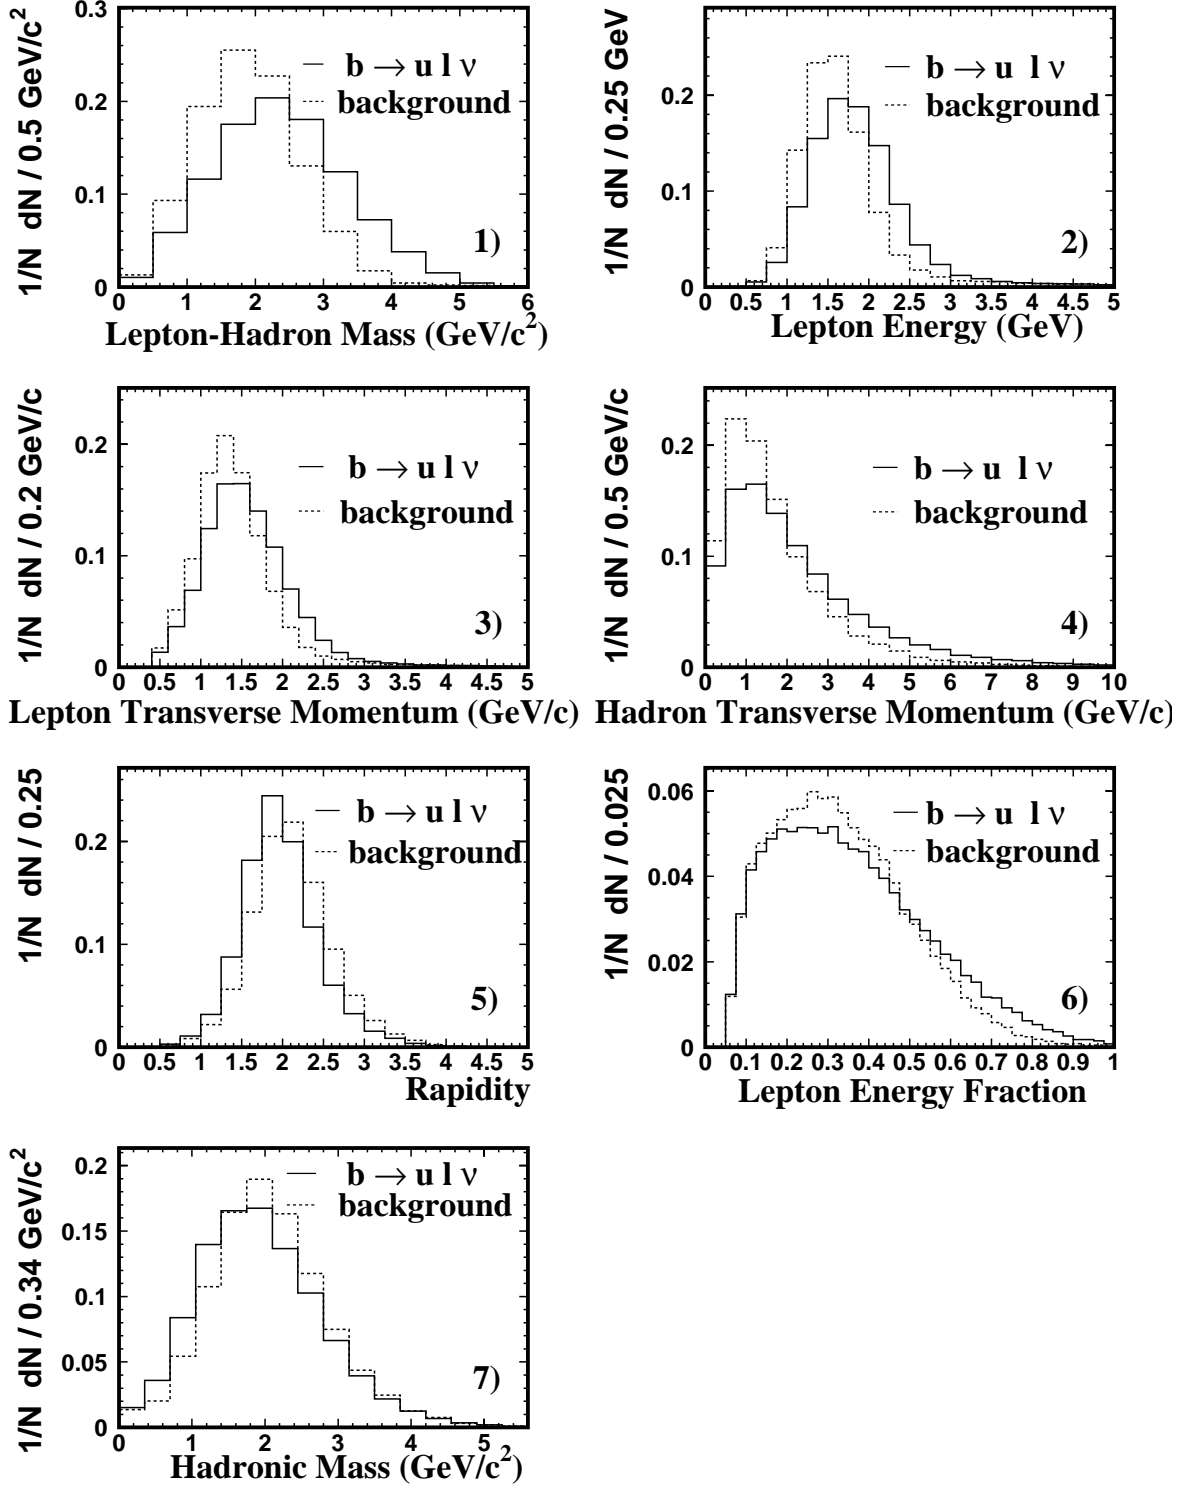 1/N dN / 0.5 GeV/c²
0.3
0.2
0.1
0
b → u l ν
background
1)
0 1 2 3 4 5 6
Lepton-Hadron Mass (GeV/c²)
1/N dN / 0.25 GeV
0.2
0.1
0
b → u l ν
background
2)
0 0.5 1 1.5 2 2.5 3 3.5 4 4.5 5
Lepton Energy (GeV)
1/N dN / 0.2 GeV/c
0.2
0.1
0
b → u l ν
background
3)
0 0.5 1 1.5 2 2.5 3 3.5 4 4.5 5
Lepton Transverse Momentum (GeV/c)
1/N dN / 0.5 GeV/c
0.2
0.1
0
b → u l ν
background
4)
0 1 2 3 4 5 6 7 8 9 10
Hadron Transverse Momentum (GeV/c)
1/N dN / 0.25
0.2
0.1
0
b → u l ν
background
5)
0 0.5 1 1.5 2 2.5 3 3.5 4 4.5 5
Rapidity
1/N dN / 0.025
0.06
0.04
0.02
0
b → u l ν
background
6)
0 0.1 0.2 0.3 0.4 0.5 0.6 0.7 0.8 0.9 1
Lepton Energy Fraction
1/N dN / 0.34 GeV/c²
0.2
0.15
0.1
0.05
0
b → u l ν
background
7)
0 1 2 3 4 5
Hadronic Mass (GeV/c²)